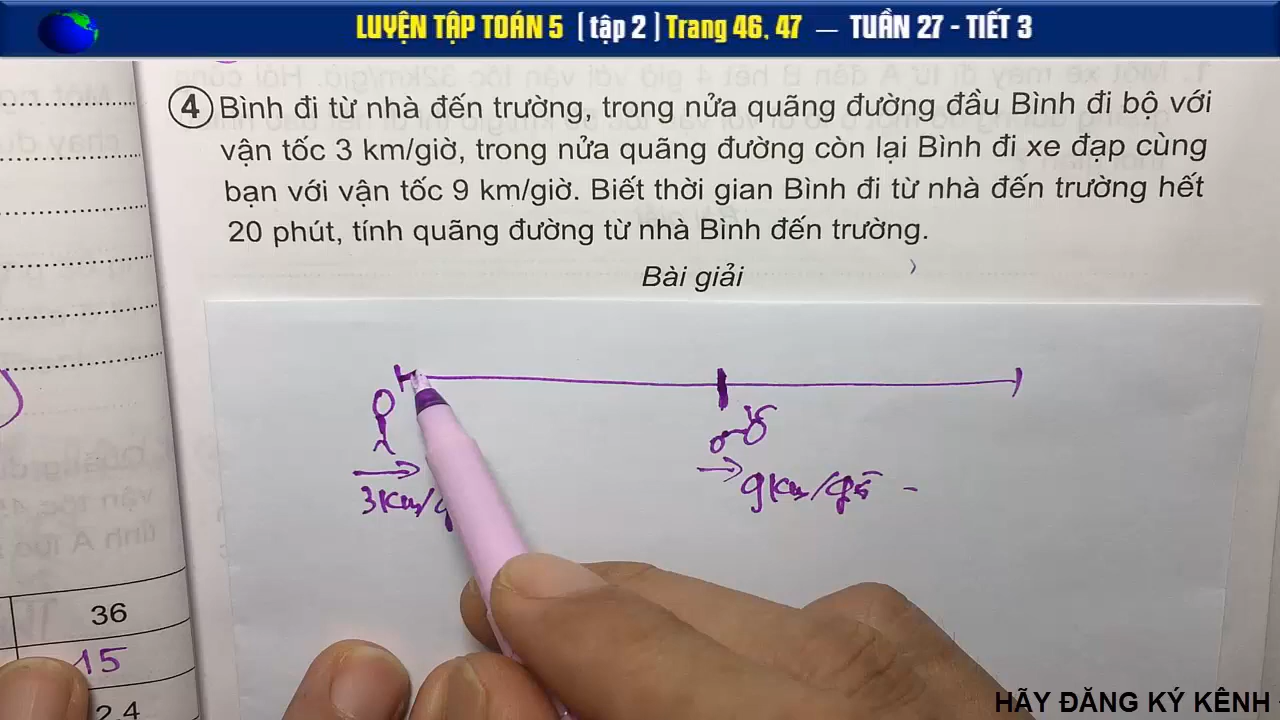 LUYỆN TẬP TOÁN 5 ( tập 2 ) Trang 46, 47 — TUẦN 27 - TIẾT 3
4 Bình đi từ nhà đến trường, trong nửa quãng đường đầu Bình đi bộ với
vận tốc 3 km/giờ, trong nửa quãng đường còn lại Bình đi xe đạp cùng
bạn với vận tốc 9 km/giờ. Biết thời gian Bình đi từ nhà đến trường hết
20 phút, tính quãng đường từ nhà Bình đến trường.
Bài giải
3km/g
9km/giờ
36
15
2,4
HÃY ĐĂNG KÝ KÊNH